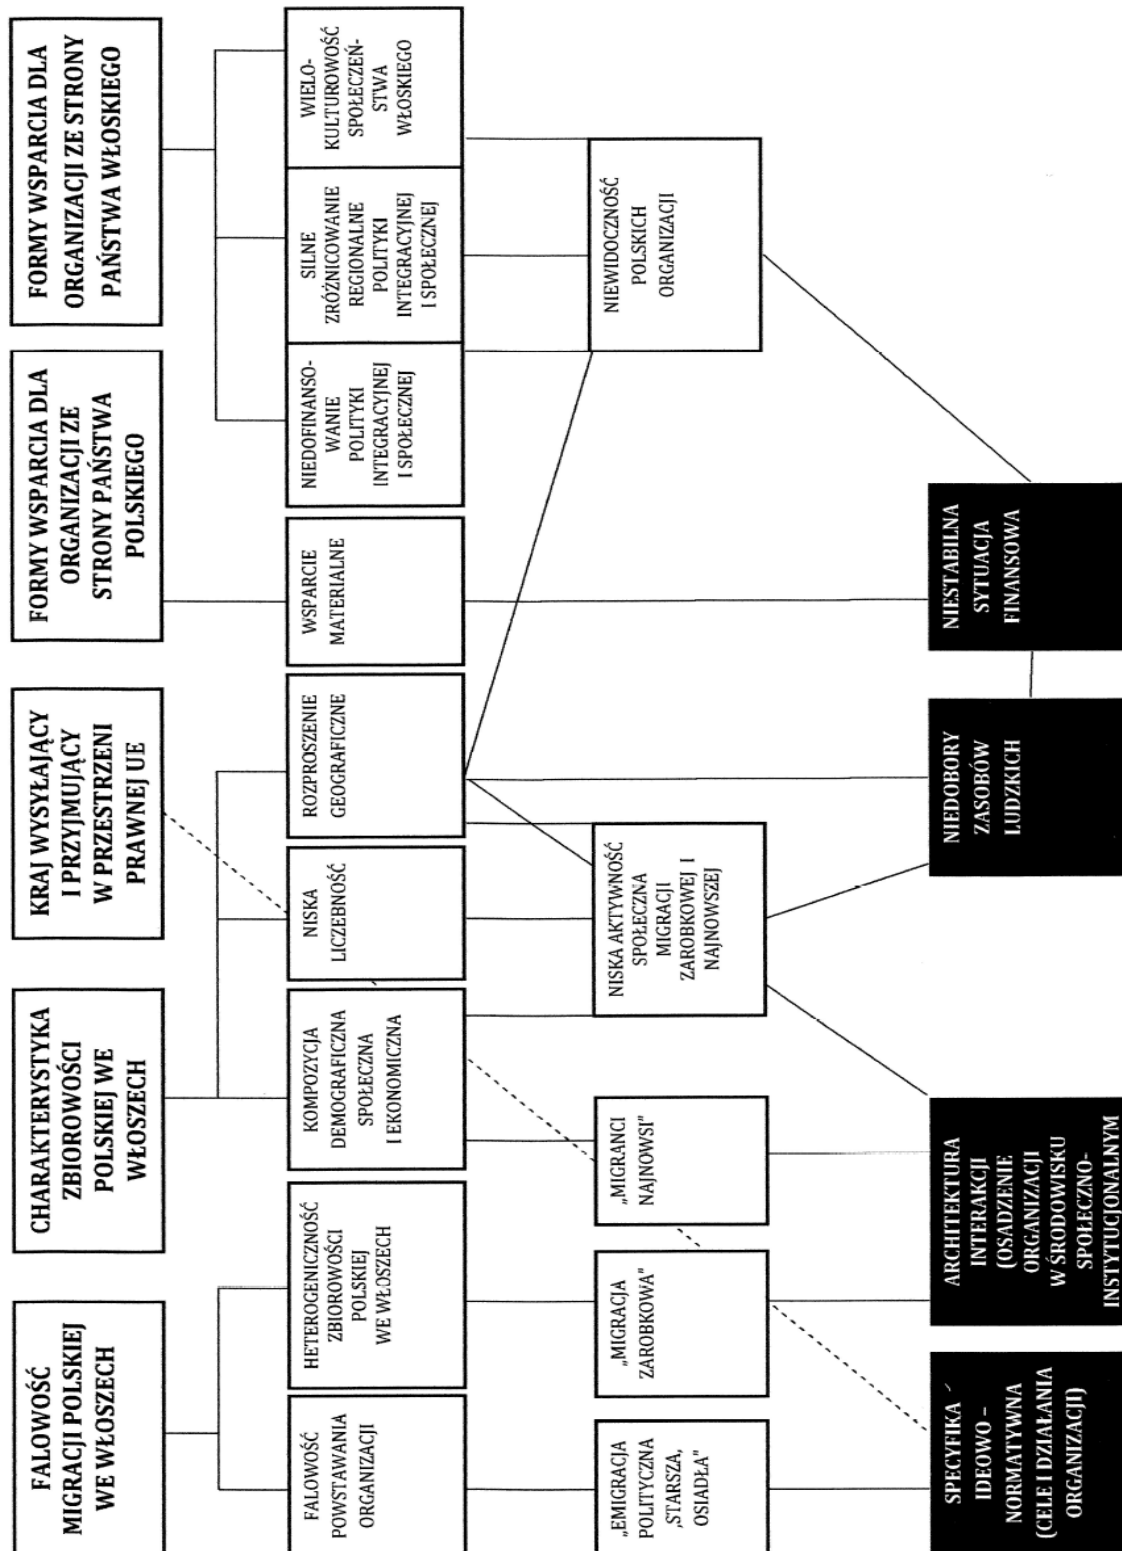 FALOWOŚĆ
MIGRACJI POLSKIEJ
WE WŁOSZECH
CHARAKTERYSTYKA
ZBIOROWOŚCI
POLSKIEJ WE
WŁOSZECH
KRAJ WYSYŁAJĄCY
I PRZYJMUJĄCY
W PRZESTRZENI
PRAWNEJ UE
FORMY WSPARCIA DLA
ORGANIZACJI ZE
STRONY PAŃSTWA
POLSKIEGO
FORMY WSPARCIA DLA
ORGANIZACJI ZE STRONY
PAŃSTWA WŁOSKIEGO
FALOWOŚĆ
POWSTAWANIA
ORGANIZACJI
HETEROGENICZNOŚĆ
ZBIOROWOŚCI
POLSKIEJ
WE WŁOSZECH
KOMPOZYCJA
DEMOGRAFICZNA
SPOŁECZNA
I EKONOMICZNA
NISKA
LICZEBNOŚĆ
ROZPROSZENIE
GEOGRAFICZNE
WSPARCIE
MATERIALNE
NIEDOFINANSO-
WANIE
POLITYKI
INTEGRACYJNEJ
I SPOŁECZNEJ
SILNE
ZRÓŻNICOWANIE
REGIONALNE
POLITYKI
INTEGRACYJNEJ
I SPOŁECZNEJ
WIELO-
KULTUROWOŚĆ
SPOŁECZEŃ-
STWA
WŁOSKIEGO
„EMIGRACJA
POLITYCZNA
,STARSZA,
OSIADŁA"
„MIGRACJA
ZAROBKOWA"
„MIGRANCI
NAJNOWSI"
NISKA AKTYWNOŚĆ
SPOŁECZNA
MIGRACJI
ZAROBKOWEJ I
NAJNOWSZEJ
NIEWIDOCZNOŚĆ
POLSKICH
ORGANIZACJI
SPECYFIKA
IDEOWO –
NORMATYWNA
(CELE I DZIAŁANIA
ORGANIZACJI)
ARCHITEKTURA
INTERAKCJI
(OSADZENIE
ORGANIZACJI
W ŚRODOWISKU
SPOŁECZNO-
INSTYTUCJONALNYM
NIEDOBORY
ZASOBÓW
LUDZKICH
NIESTABILNA
SYTUACJA
FINANSOWA